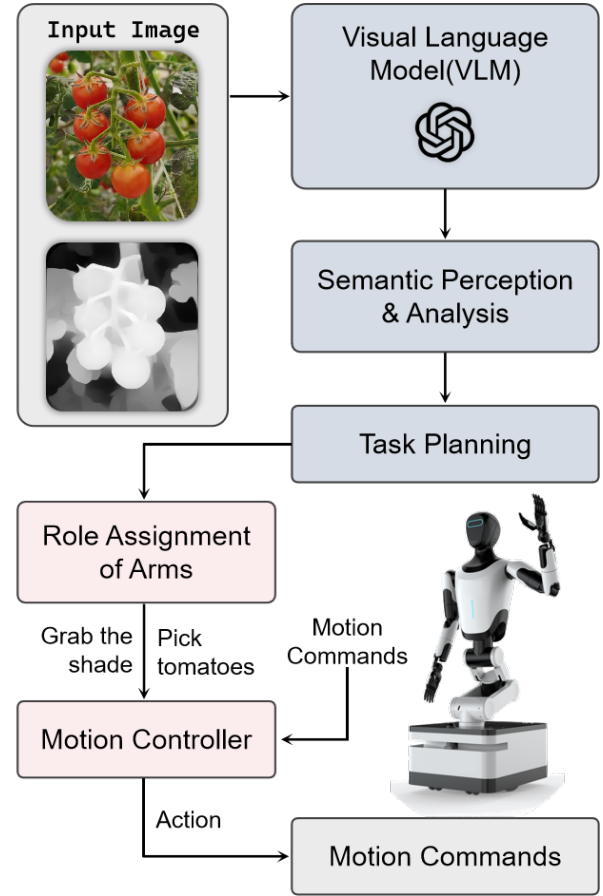 Input Image
Visual Language
Model(VLM)
Semantic Perception
& Analysis
Task Planning
Role Assignment
of Arms
Grab the
shade
Pick
tomatoes
Motion
Commands
Motion Controller
Action
Motion Commands